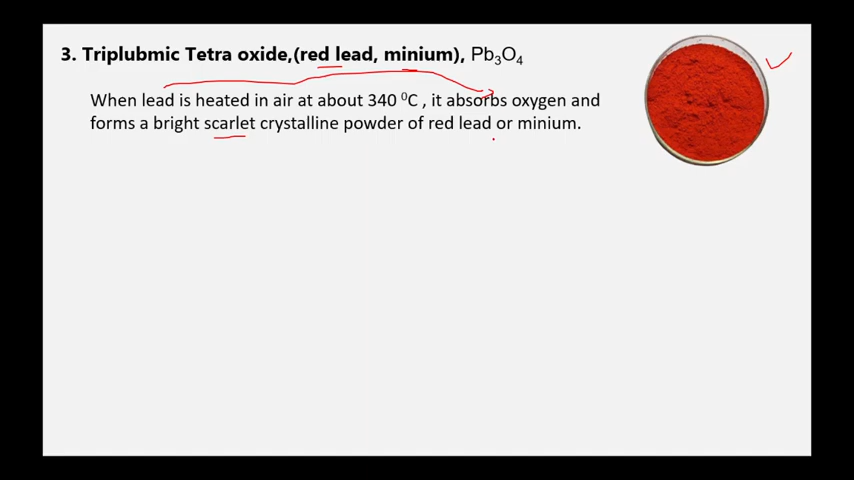 3. Triplubmic Tetra oxide,(red lead, minium), Pb₃O₄
When lead is heated in air at about 340 ⁰C , it absorbs oxygen and
forms a bright scarlet crystalline powder of red lead or minium.